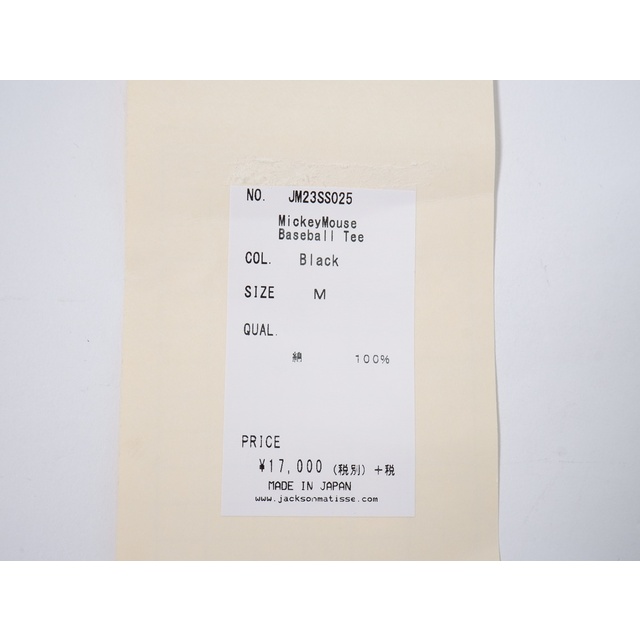 NO. JM23SS025
MickeyMouse
Baseball Tee
COL. Black
SIZE M
QUAL.
綿 100%
PRICE
¥17,000 (税別) +税
MADE IN JAPAN
www.jacksonmatisse.com